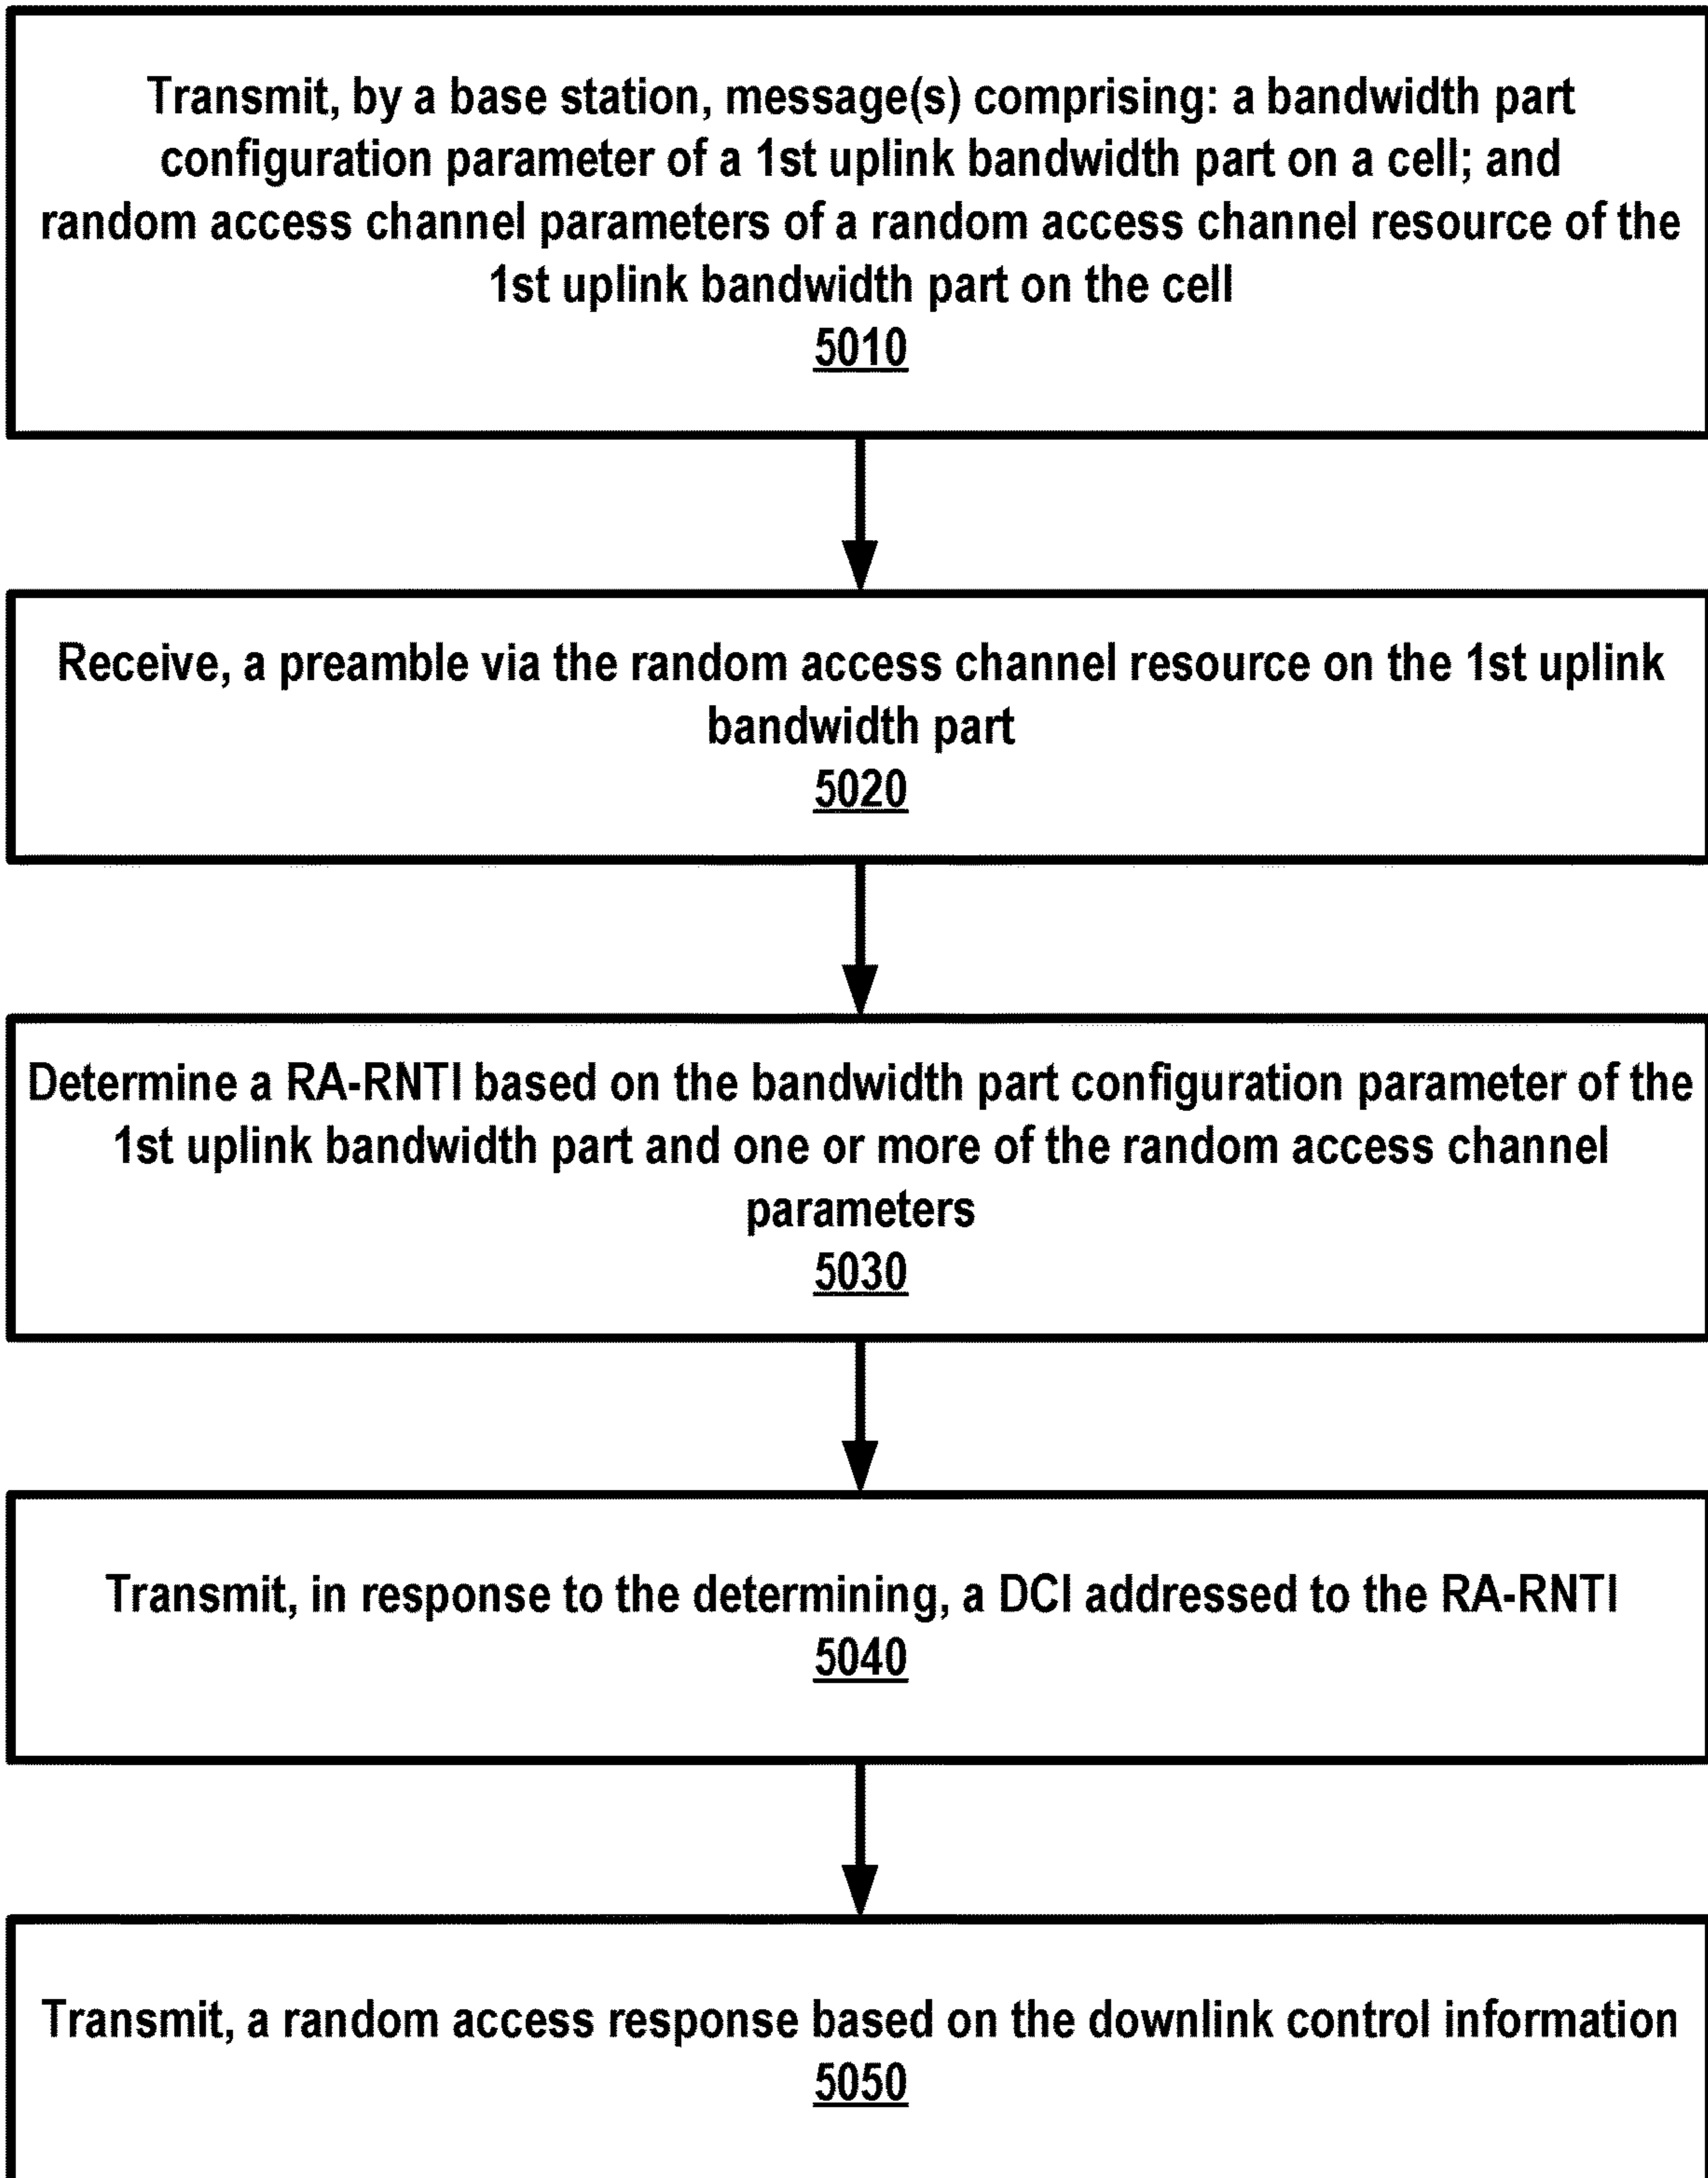 Transmit, by a base station, message(s) comprising: a bandwidth part
configuration parameter of a 1st uplink bandwidth part on a cell; and
random access channel parameters of a random access channel resource of the
1st uplink bandwidth part on the cell
5010
Receive, a preamble via the random access channel resource on the 1st uplink
bandwidth part
5020
Determine a RA-RNTI based on the bandwidth part configuration parameter of the
1st uplink bandwidth part and one or more of the random access channel
parameters
5030
Transmit, in response to the determining, a DCI addressed to the RA-RNTI
5040
Transmit, a random access response based on the downlink control information
5050